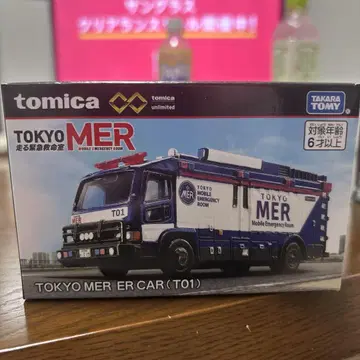 サングラス
クリアランスセール開催中!
tomica
tomica
unlimited
TAKARA
TOMY
TOKYO MER
走る緊急救命室
MOBILE EMERGENCY ROOM
対象年齢
6才以上
T01
MER
TOKYO
MOBILE
EMERGENCY
ROOM
TOKYO
MER
Mobile Emergency Room
TOKYO MER ER CAR (T01)